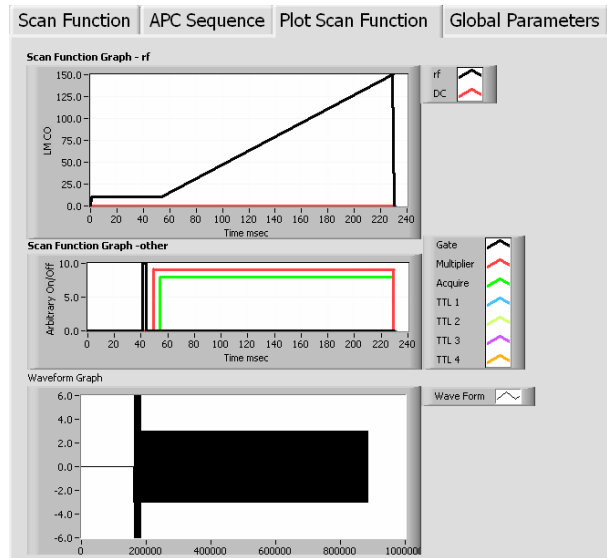 Scan Function APC Sequence Plot Scan Function Global Parameters
Scan Function Graph - rf
150.0
125.0
100.0
75.0
50.0
25.0
0.0
LM CO
0 20 40 60 80 100 120 140 160 180 200 220 240
Time msec
rf
DC
Scan Function Graph -other
10.0
5.0
0.0
Arbitrary On/Off
0 20 40 60 80 100 120 140 160 180 200 220 240
Time msec
Gate
Multiplier
Acquire
TTL 1
TTL 2
TTL 3
TTL 4
Waveform Graph
6.0
4.0
2.0
0.0
-2.0
-4.0
-6.0
0 200000 400000 600000 800000 1000000
Wave Form